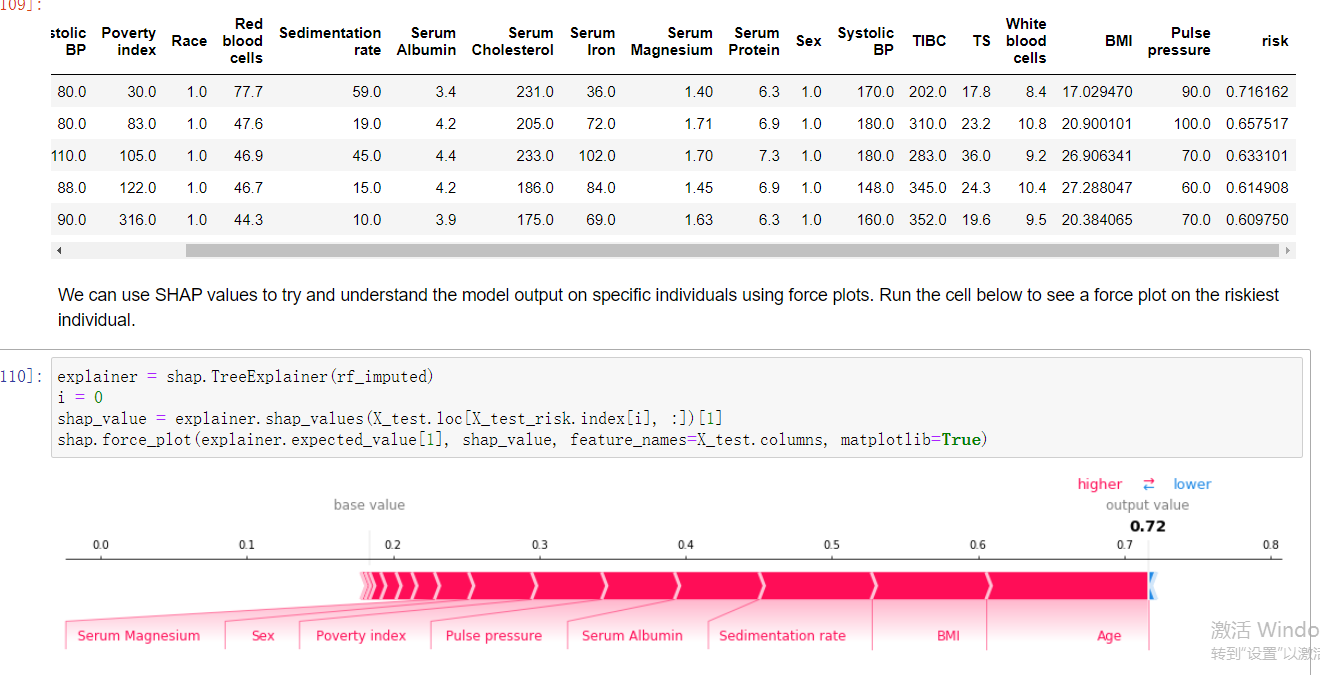 109]:
stolic BP Poverty index Race Red blood cells Sedimentation rate Serum Albumin Serum Cholesterol Serum Iron Serum Magnesium Serum Protein Sex Systolic BP TIBC TS White blood cells BMI Pulse pressure risk
80.0 30.0 1.0 77.7 59.0 3.4 231.0 36.0 1.40 6.3 1.0 170.0 202.0 17.8 8.4 17.029470 90.0 0.716162
80.0 83.0 1.0 47.6 19.0 4.2 205.0 72.0 1.71 6.9 1.0 180.0 310.0 23.2 10.8 20.900101 100.0 0.657517
110.0 105.0 1.0 46.9 45.0 4.4 233.0 102.0 1.70 7.3 1.0 180.0 283.0 36.0 9.2 26.906341 70.0 0.633101
88.0 122.0 1.0 46.7 15.0 4.2 186.0 84.0 1.45 6.9 1.0 148.0 345.0 24.3 10.4 27.288047 60.0 0.614908
90.0 316.0 1.0 44.3 10.0 3.9 175.0 69.0 1.63 6.3 1.0 160.0 352.0 19.6 9.5 20.384065 70.0 0.609750
We can use SHAP values to try and understand the model output on specific individuals using force plots. Run the cell below to see a force plot on the riskiest
individual.
110]:
explainer = shap.TreeExplainer(rf_imputed)
i = 0
shap_value = explainer.shap_values(X_test.loc[X_test_risk.index[i], :])[1]
shap.force_plot(explainer.expected_value[1], shap_value, feature_names=X_test.columns, matplotlib=True)
higher ⇄ lower
base value output value
0.72
0.0 0.1 0.2 0.3 0.4 0.5 0.6 0.7 0.8
Serum Magnesium Sex Poverty index Pulse pressure Serum Albumin Sedimentation rate BMI Age
激活 Windo
转到"设置"以激活